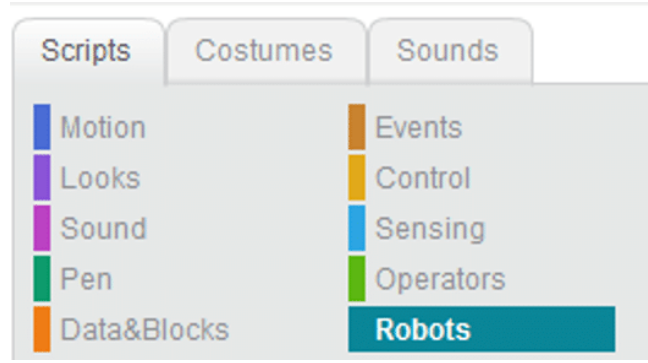 Scripts Costumes Sounds
Motion Events
Looks Control
Sound Sensing
Pen Operators
Data&Blocks Robots